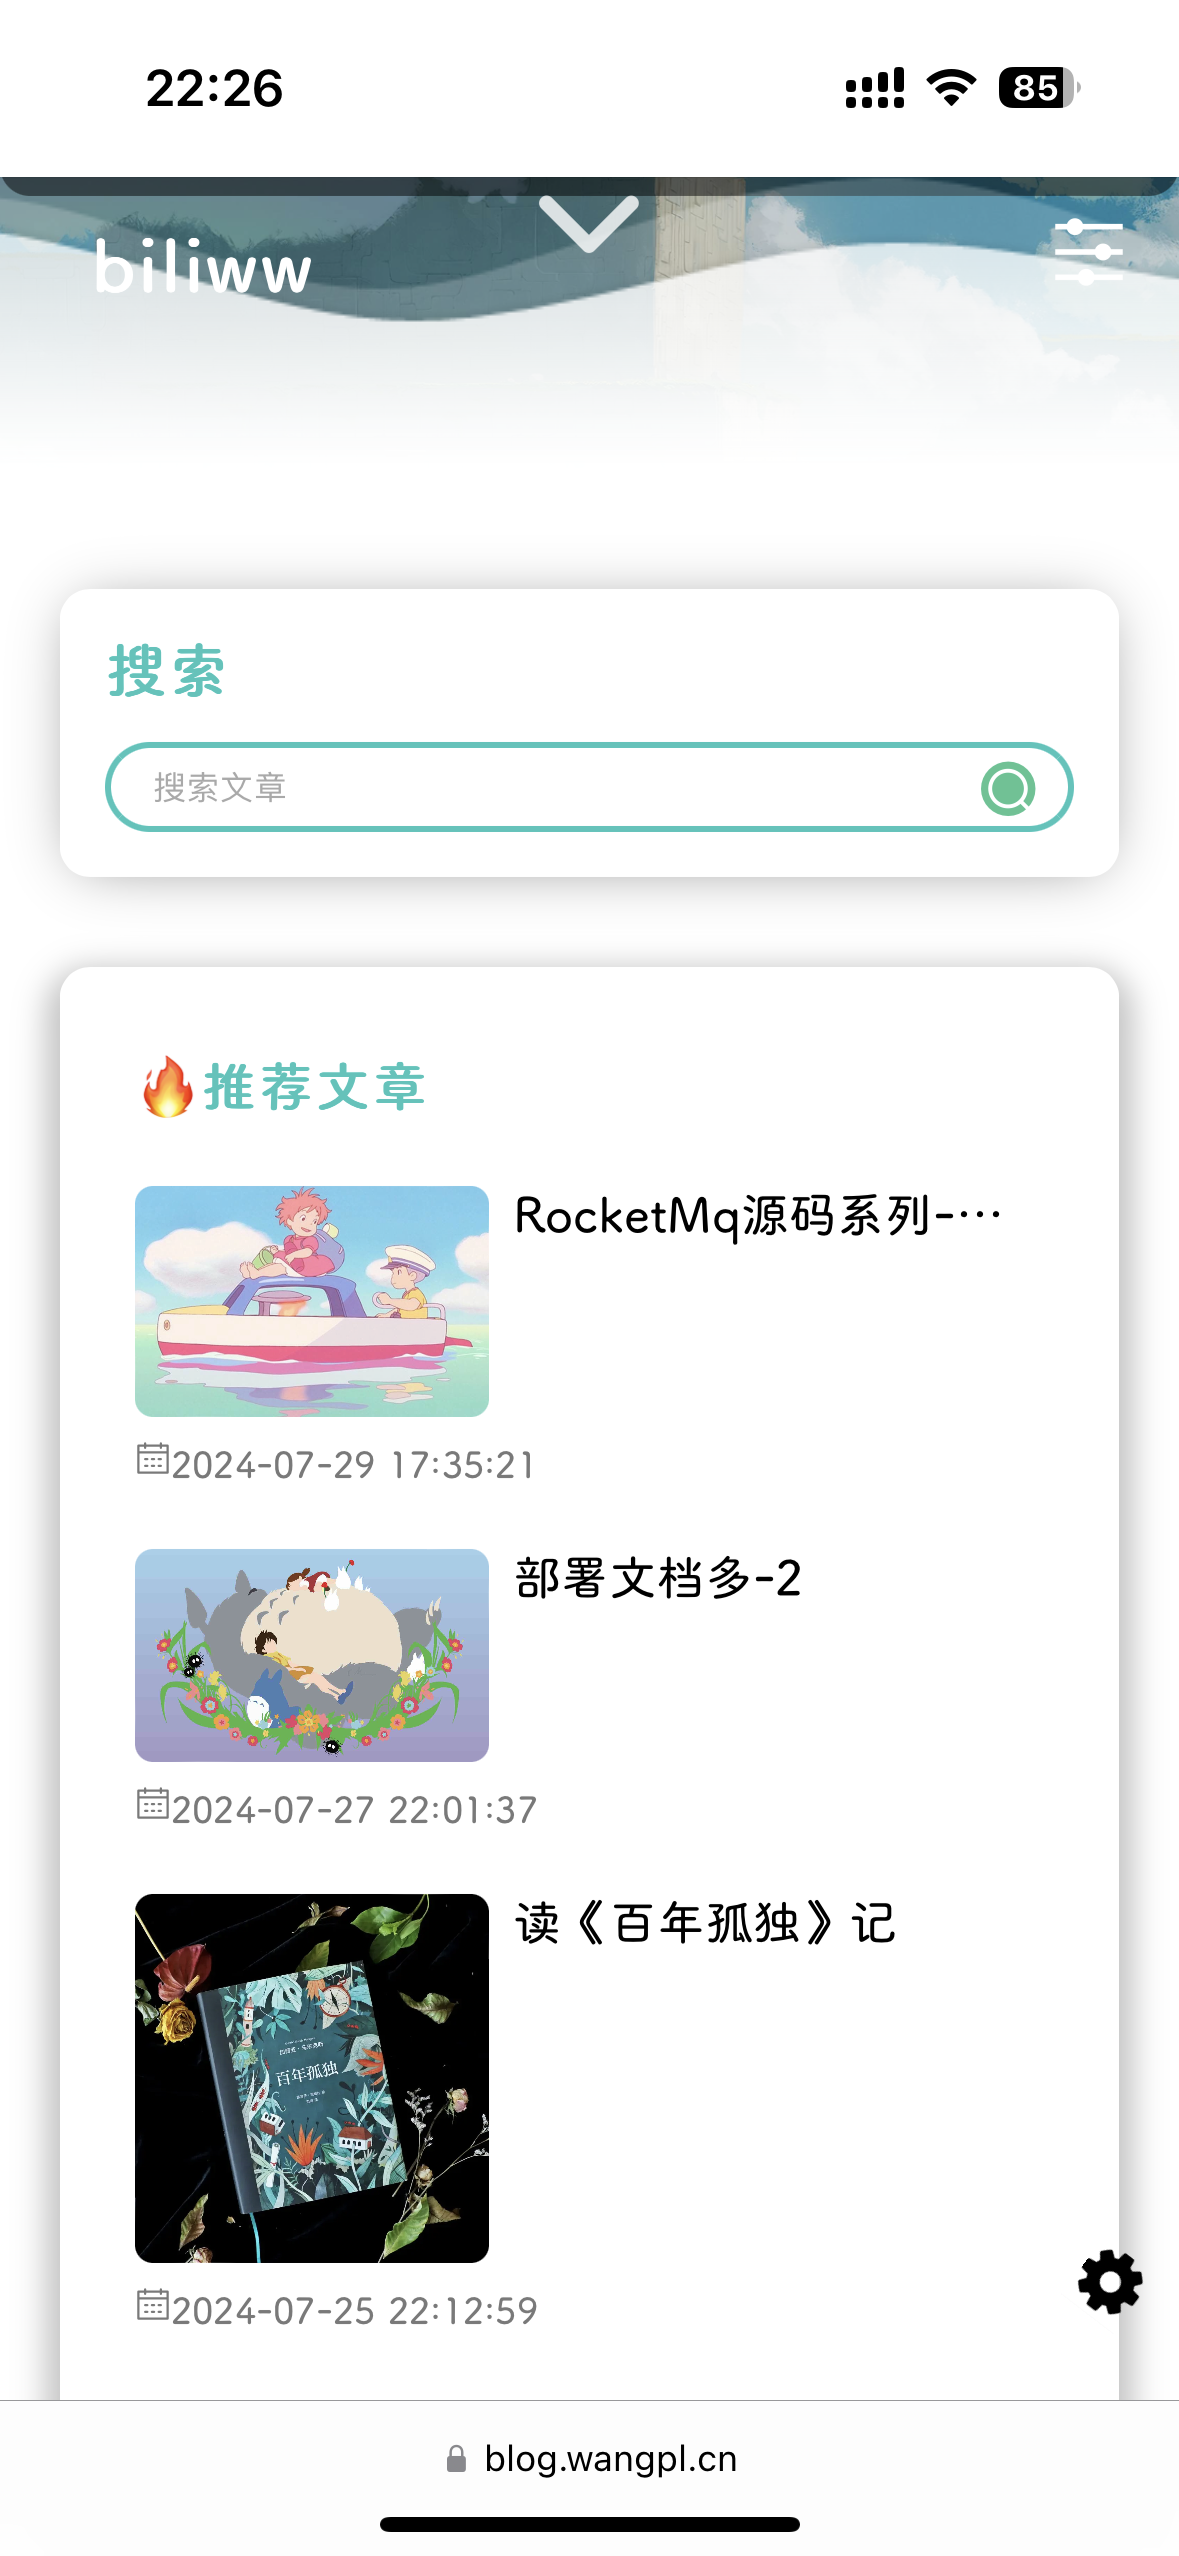 22:26
85
biliww
搜索
搜索文章
🔥推荐文章
RocketMq源码系列-…
2024-07-29 17:35:21
部署文档多-2
2024-07-27 22:01:37
读《百年孤独》记
百年孤独
2024-07-25 22:12:59
blog.wangpl.cn